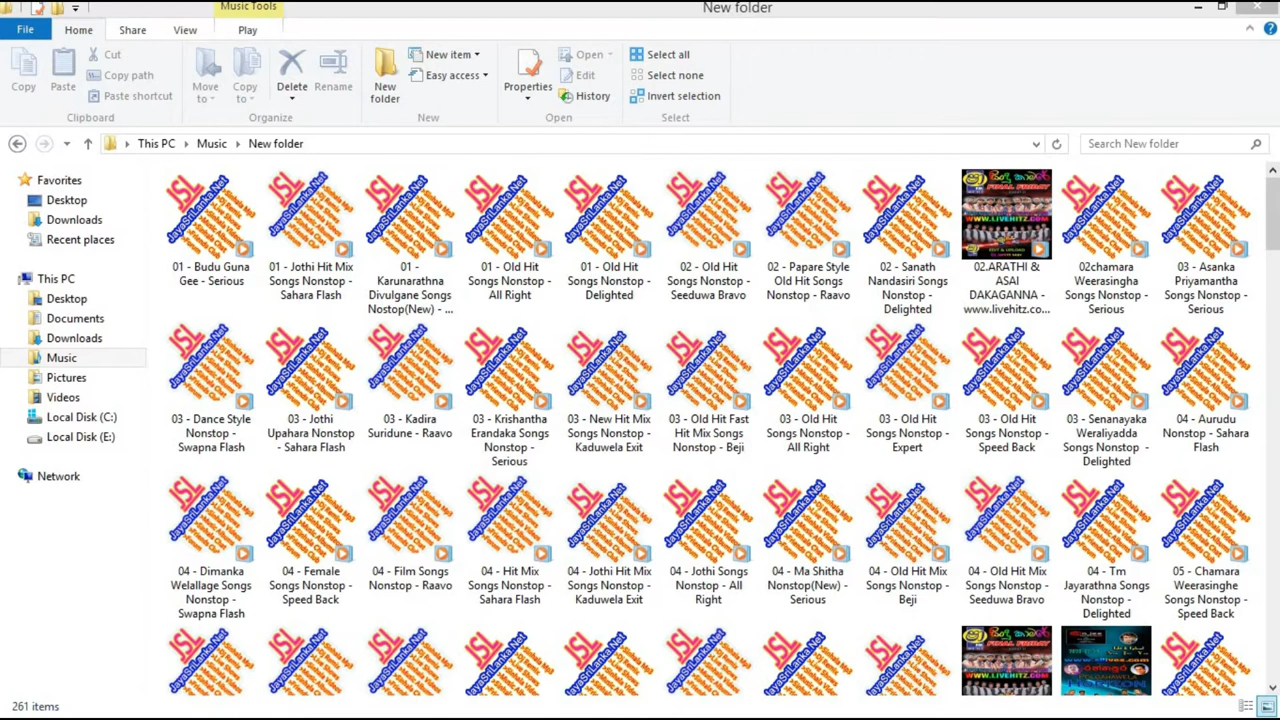 Music Tools
New folder
File
Home
Share
View
Play
Copy
Paste
Cut
Copy path
Paste shortcut
Clipboard
Move to
Copy to
Delete
Rename
Organize
New folder
New item
Easy access
New
Properties
Open
Edit
History
Open
Select all
Select none
Invert selection
Select
This PC
Music
New folder
Search New folder
Favorites
Desktop
Downloads
Recent places
This PC
Desktop
Documents
Downloads
Music
Pictures
Videos
Local Disk (C:)
Local Disk (E:)
Network
01 - Budu Guna
Gee - Serious
01 - Jothi Hit Mix
Songs Nonstop -
Sahara Flash
01 -
Karunarathna
Divulgane Songs
Nostop(New) - ...
01 - Old Hit
Songs Nonstop -
All Right
01 - Old Hit
Songs Nonstop -
Delighted
02 - Old Hit
Songs Nonstop -
Seeduwa Bravo
02 - Papare Style
Old Hit Songs
Nonstop - Raavo
02 - Sanath
Nandasiri Songs
Nonstop -
Delighted
FINAL FRIDAY
WWW.LIVEHITZ.COM
02.ARATHI &
ASAI
DAKAGANNA -
www.livehitz.co...
02chamara
Weerasingha
Songs Nonstop -
Serious
03 - Asanka
Priyamantha
Songs Nonstop -
Serious
03 - Dance Style
Nonstop -
Swapna Flash
03 - Jothi
Upahara Nonstop
- Sahara Flash
03 - Kadira
Suridune - Raavo
03 - Krishantha
Erandaka Songs
Nonstop -
Serious
03 - New Hit Mix
Songs Nonstop -
Kaduwela Exit
03 - Old Hit Fast
Hit Mix Songs
Nonstop - Beji
03 - Old Hit
Songs Nonstop -
All Right
03 - Old Hit
Songs Nonstop -
Expert
03 - Old Hit
Songs Nonstop -
Speed Back
03 - Senanayaka
Weraliyadda
Songs Nonstop -
Delighted
04 - Aurudu
Nonstop - Sahara
Flash
04 - Dimanka
Welallage Songs
Nonstop -
Swapna Flash
04 - Female
Songs Nonstop -
Speed Back
04 - Film Songs
Nonstop - Raavo
04 - Hit Mix
Songs Nonstop -
Sahara Flash
04 - Jothi Hit Mix
Songs Nonstop -
Kaduwela Exit
04 - Jothi Songs
Nonstop - All
Right
04 - Ma Shitha
Nonstop(New) -
Serious
04 - Old Hit Mix
Songs Nonstop -
Beji
04 - Old Hit Mix
Songs Nonstop -
Seeduwa Bravo
04 - Tm
Jayarathna Songs
Nonstop -
Delighted
05 - Chamara
Weerasinghe
Songs Nonstop -
Speed Back
JSL
JayaSriLanka.Net
FINAL FRIDAY
WWW.LIVEHITZ.COM
261 items